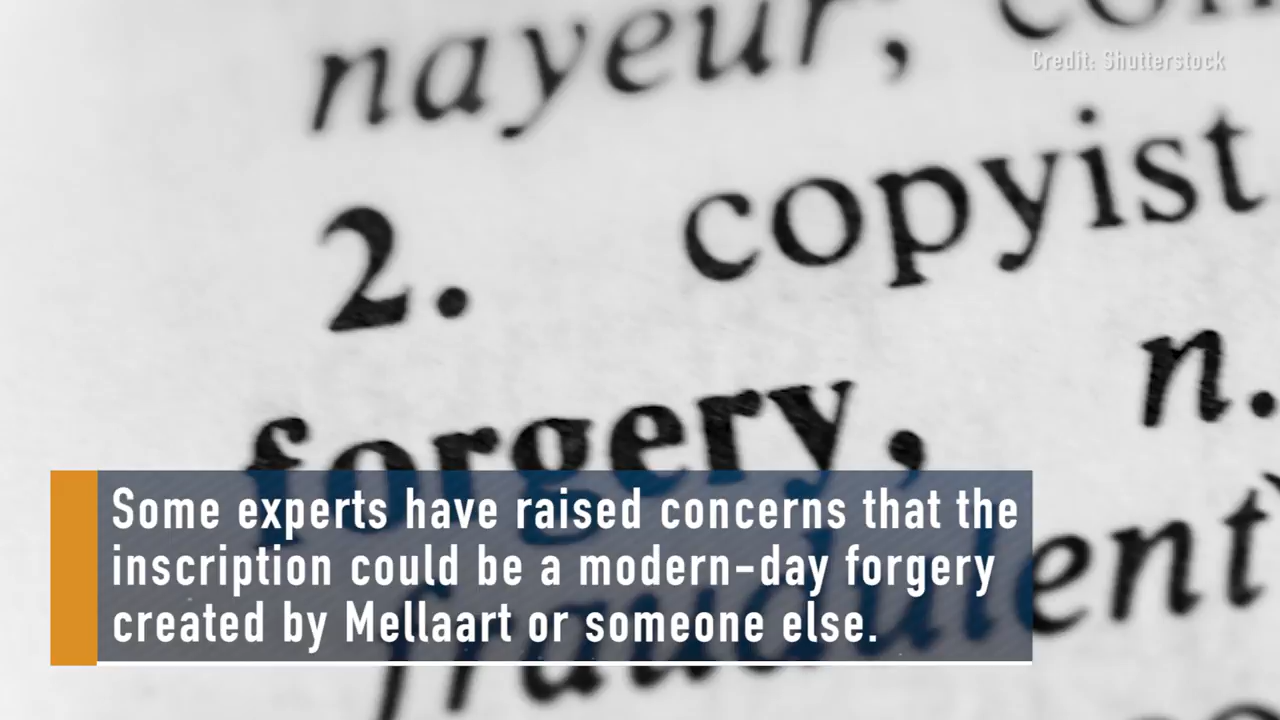 nayeur,
Credit: Shutterstock
2. copyist
forgery, n.
Some experts have raised concerns that the
inscription could be a modern-day forgery
created by Mellaart or someone else.
fraudulent